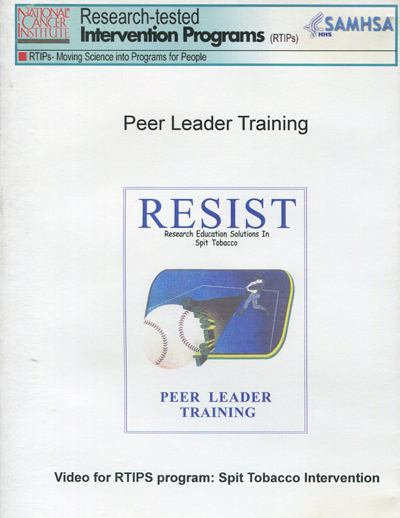 NATIONAL
CANCER
INSTITUTE
Research-tested
Intervention Programs (RTIPs)
SAMHSA
HHS
RTIPs- Moving Science into Programs for People
Peer Leader Training
RESIST
Research Education Solutions In
Spit Tobacco
PEER LEADER
TRAINING
Video for RTIPS program: Spit Tobacco Intervention